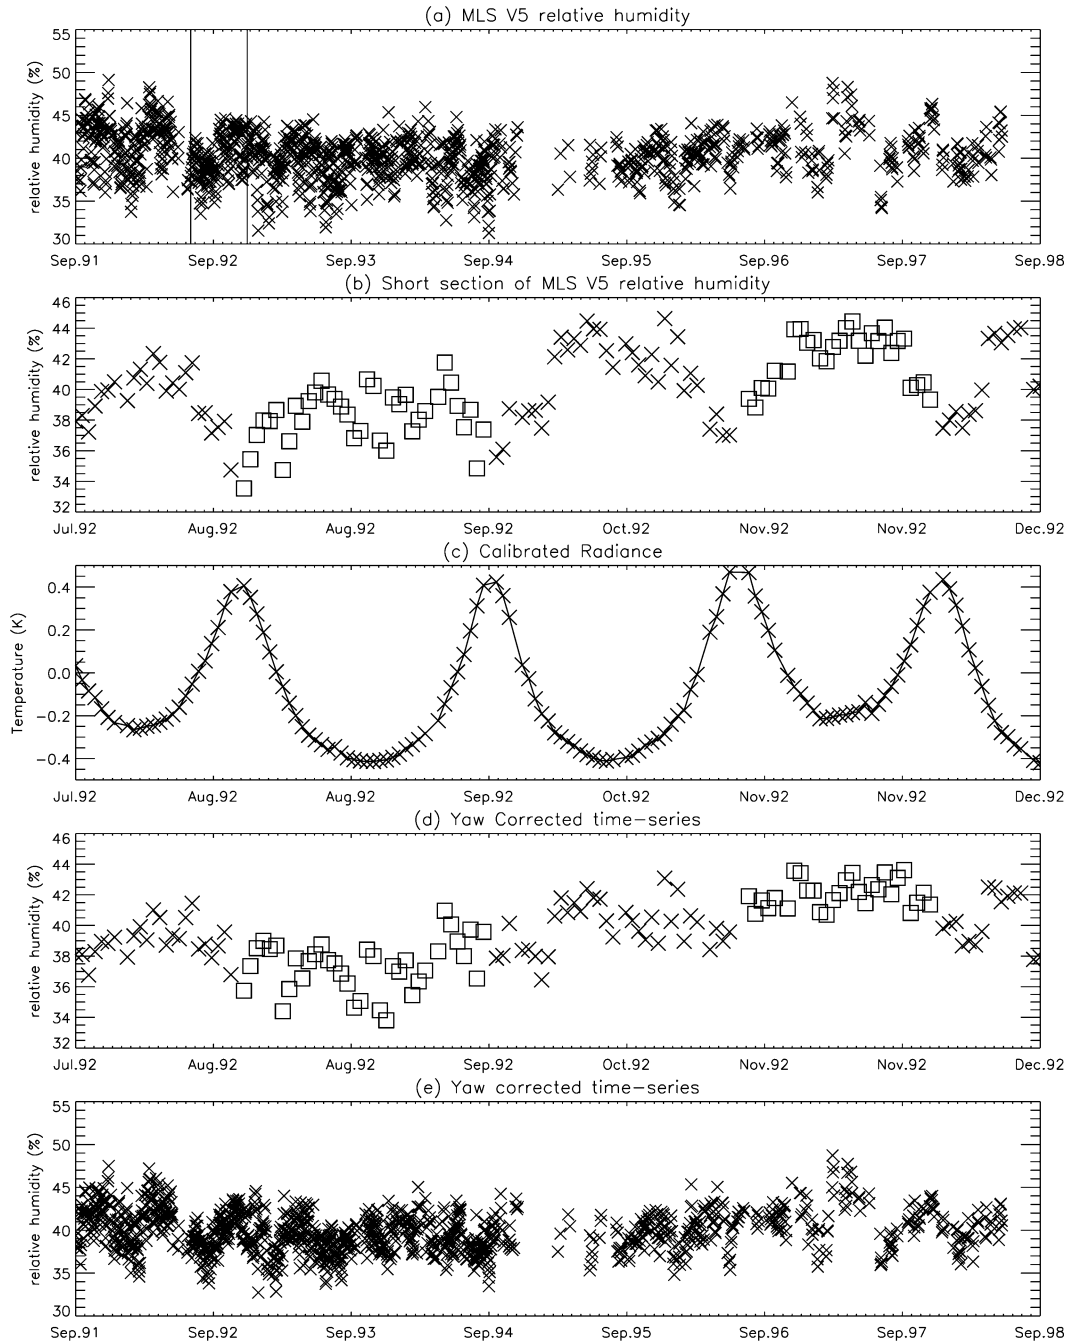 (a) MLS V5 relative humidity
relative humidity (%)
55
50
45
40
35
30
Sep.91 Sep.92 Sep.93 Sep.94 Sep.95 Sep.96 Sep.97 Sep.98
(b) Short section of MLS V5 relative humidity
relative humidity (%)
46
44
42
40
38
36
34
32
Jul.92 Aug.92 Aug.92 Sep.92 Oct.92 Nov.92 Nov.92 Dec.92
(c) Calibrated Radiance
Temperature (K)
0.4
0.2
0.0
−0.2
−0.4
Jul.92 Aug.92 Aug.92 Sep.92 Oct.92 Nov.92 Nov.92 Dec.92
(d) Yaw Corrected time−series
relative humidity (%)
46
44
42
40
38
36
34
32
Jul.92 Aug.92 Aug.92 Sep.92 Oct.92 Nov.92 Nov.92 Dec.92
(e) Yaw corrected time−series
relative humidity (%)
55
50
45
40
35
30
Sep.91 Sep.92 Sep.93 Sep.94 Sep.95 Sep.96 Sep.97 Sep.98